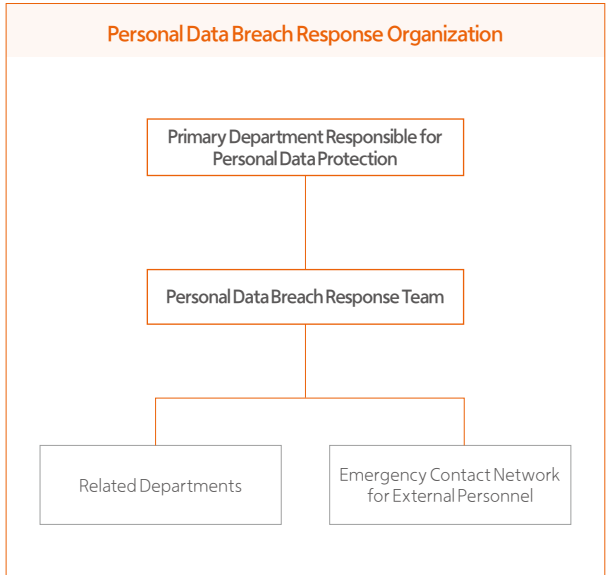 Personal Data Breach Response Organization
Primary Department Responsible for
Personal Data Protection
Personal Data Breach Response Team
Related Departments
Emergency Contact Network
for External Personnel